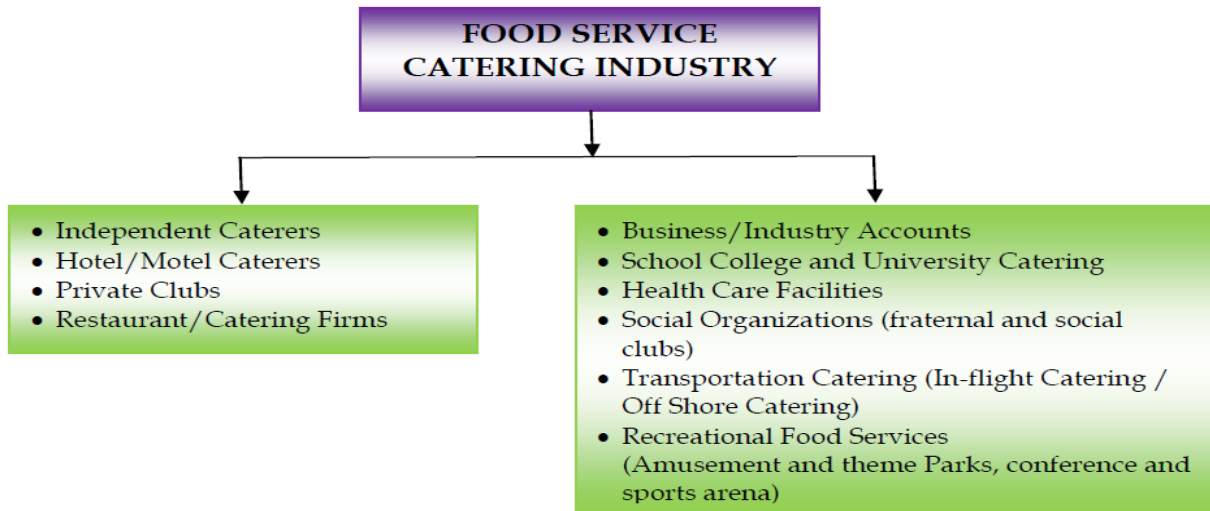 FOOD SERVICE
CATERING INDUSTRY
• Independent Caterers
• Hotel/Motel Caterers
• Private Clubs
• Restaurant/Catering Firms
• Business/Industry Accounts
• School College and University Catering
• Health Care Facilities
• Social Organizations (fraternal and social
clubs)
• Transportation Catering (In-flight Catering /
Off Shore Catering)
• Recreational Food Services
(Amusement and theme Parks, conference and
sports arena)